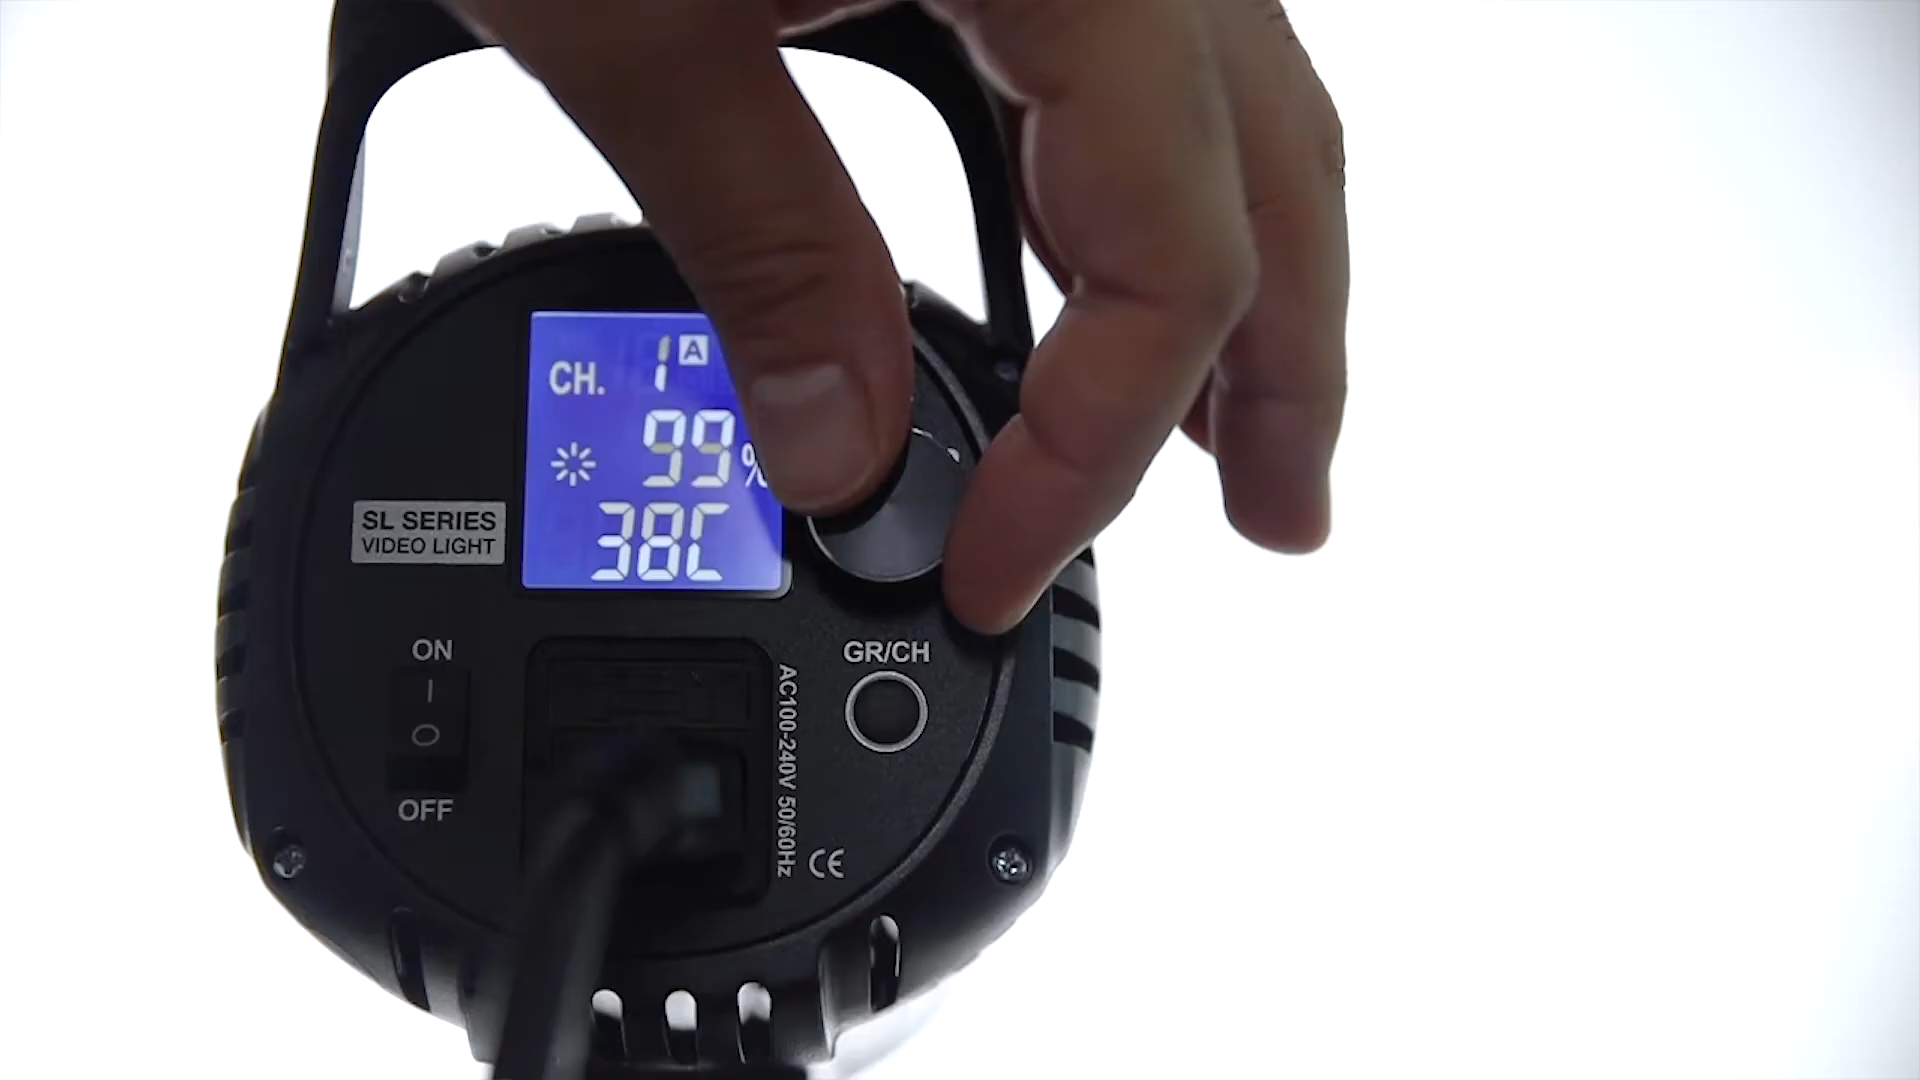 CH. 1 A
99%
38C
SL SERIES
VIDEO LIGHT
ON
I
O
OFF
GR/CH
AC100-240V 50/60Hz
CE